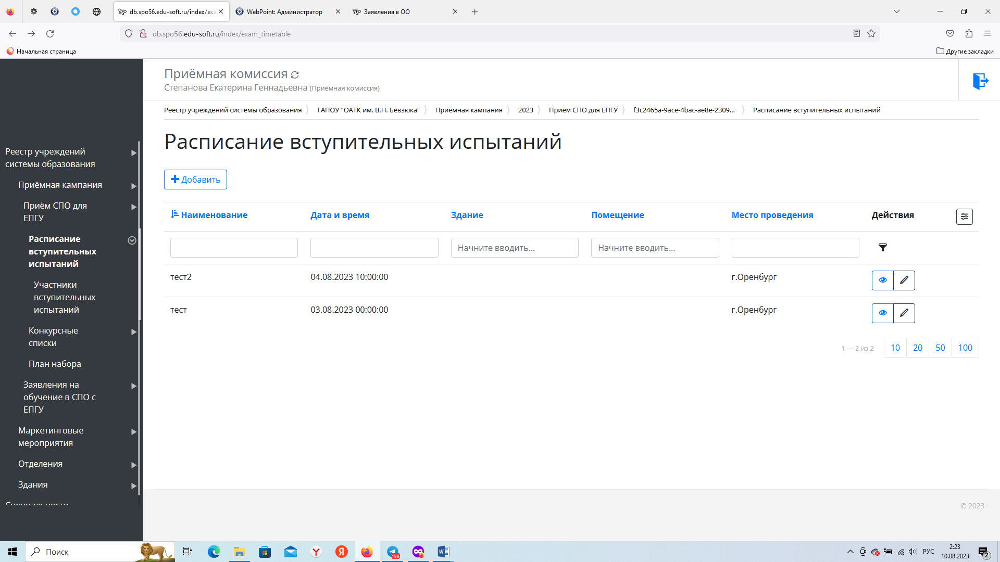 db.spo56.edu-soft.ru/index/exa
WebPoint: Администратор
Заявления в ОО
db.spo56.edu-soft.ru/index/exam_timetable
Начальная страница
Другие закладки
Приёмная комиссия
Степанова Екатерина Геннадьевна (Приёмная комиссия)
Реестр учреждений системы образования
ГАПОУ "ОАТК им. В.Н. Бевзюка"
Приёмная кампания
2023
Приём СПО для ЕПГУ
f3c2465a-9ace-4bac-ae8e-2309...
Расписание вступительных испытаний
Реестр учреждений
системы образования
Приёмная кампания
Приём СПО для
ЕПГУ
Расписание
вступительных
испытаний
Участники
вступительных
испытаний
Конкурсные
списки
План набора
Заявления на
обучение в СПО с
ЕПГУ
Маркетинговые
мероприятия
Отделения
Здания
Специальности
Расписание вступительных испытаний
Добавить
Наименование Дата и время Здание Помещение Место проведения Действия
Начните вводить... Начните вводить...
тест2 04.08.2023 10:00:00 г.Оренбург
тест 03.08.2023 00:00:00 г.Оренбург
1 — 2 из 2 10 20 50 100
© 2023
Поиск
199
РУС
2:23
10.08.2023
2